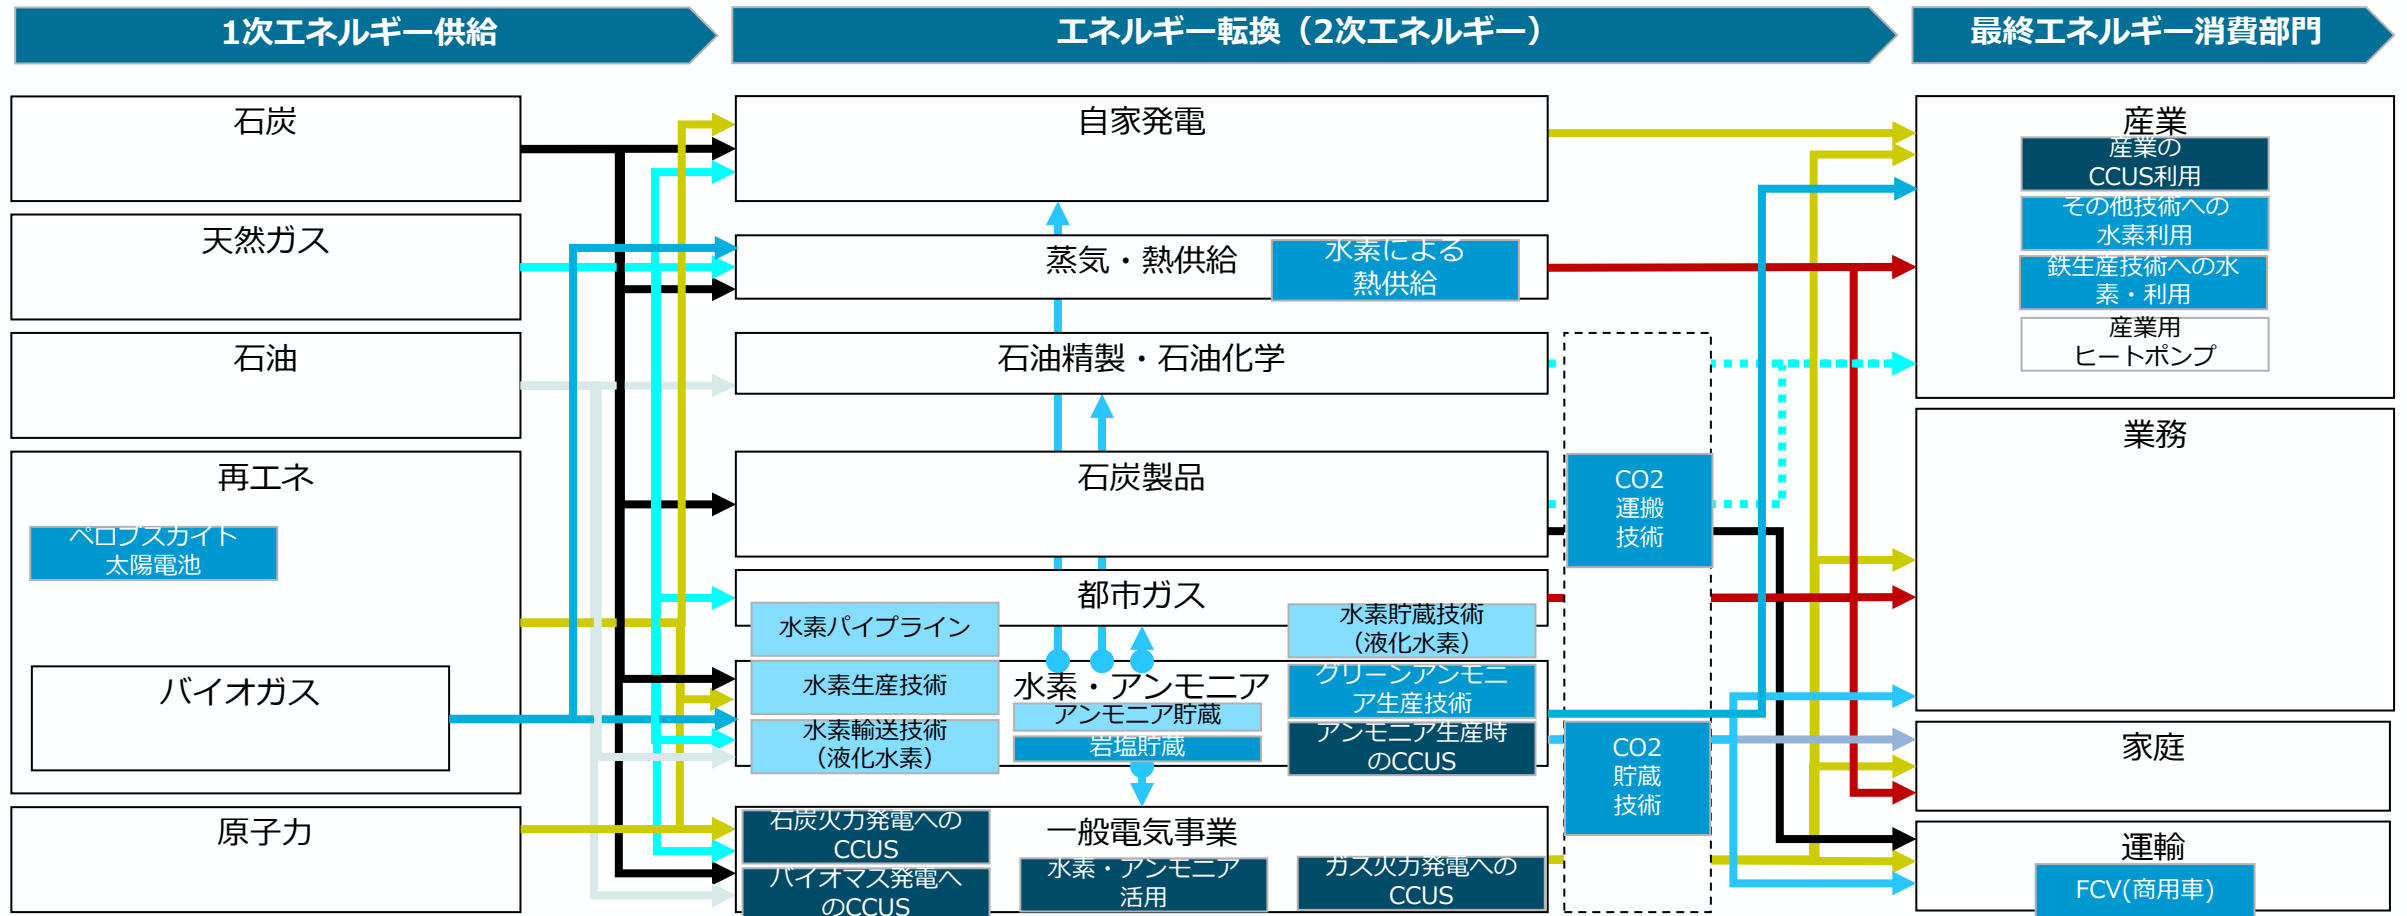 1次エネルギー供給
エネルギー転換（2次エネルギー）
最終エネルギー消費部門
石炭
天然ガス
石油
再エネ
ペロブスカイト
太陽電池
バイオガス
原子力
自家発電
蒸気・熱供給
水素による
熱供給
石油精製・石油化学
石炭製品
都市ガス
水素パイプライン
水素貯蔵技術
（液化水素）
水素・アンモニア
水素生産技術
水素輸送技術
（液化水素）
アンモニア貯蔵
岩塩貯蔵
グリーンアンモニ
ア生産技術
アンモニア生産時
のCCUS
一般電気事業
石炭火力発電への
CCUS
バイオマス発電へ
のCCUS
水素・アンモニア
活用
ガス火力発電への
CCUS
CO2
運搬
技術
CO2
貯蔵
技術
産業
産業の
CCUS利用
その他技術への
水素利用
鉄生産技術への水
素・利用
産業用
ヒートポンプ
業務
家庭
運輸
FCV(商用車)